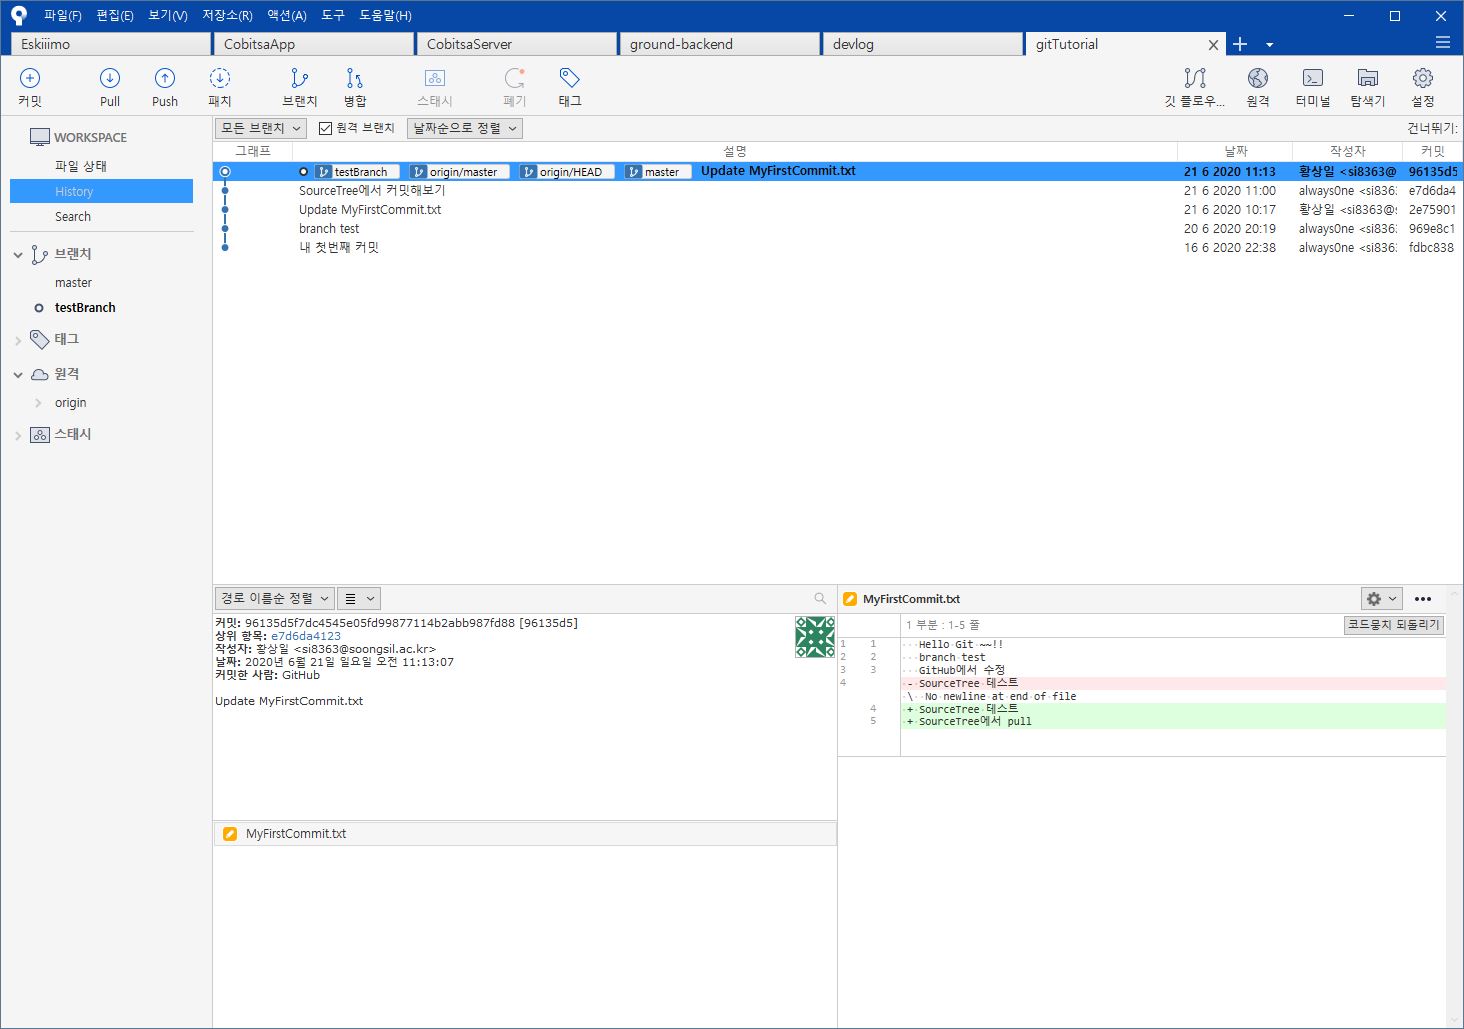 파일(F) 편집(E) 보기(V) 저장소(R) 액션(A) 도구 도움말(H)
Eskiiimo CobitsaApp CobitsaServer ground-backend devlog gitTutorial
커밋 Pull Push 패치 브랜치 병합 스태시 폐기 태그 깃 플로우... 원격 터미널 탐색기 설정
WORKSPACE
파일 상태
History
Search
브랜치
master
testBranch
태그
원격
origin
스태시
모든 브랜치 원격 브랜치 날짜순으로 정렬 건너뛰기:
그래프 설명 날짜 작성자 커밋
testBranch origin/master origin/HEAD master Update MyFirstCommit.txt 21 6 2020 11:13 황상일 <si8363@ 96135d5
SourceTree에서 커밋해보기 21 6 2020 11:00 always0ne <si836 e7d6da4
Update MyFirstCommit.txt 21 6 2020 10:17 황상일 <si8363@ 2e75901
branch test 20 6 2020 20:19 always0ne <si836 969e8c1
내 첫번째 커밋 16 6 2020 22:38 always0ne <si836 fdbc838
경로 이름순 정렬
커밋: 96135d5f7dc4545e05fd99877114b2abb987fd88 [96135d5]
상위 항목: e7d6da4123
작성자: 황상일 <si8363@soongsil.ac.kr>
날짜: 2020년 6월 21일 일요일 오전 11:13:07
커밋한 사람: GitHub
Update MyFirstCommit.txt
MyFirstCommit.txt
MyFirstCommit.txt
1 부분 : 1-5 줄 코드뭉치 되돌리기
1 1 Hello Git ~~!!
2 2 branch test
3 3 GitHub에서 수정
4 - SourceTree 테스트
\ No newline at end of file
4 + SourceTree 테스트
5 + SourceTree에서 pull